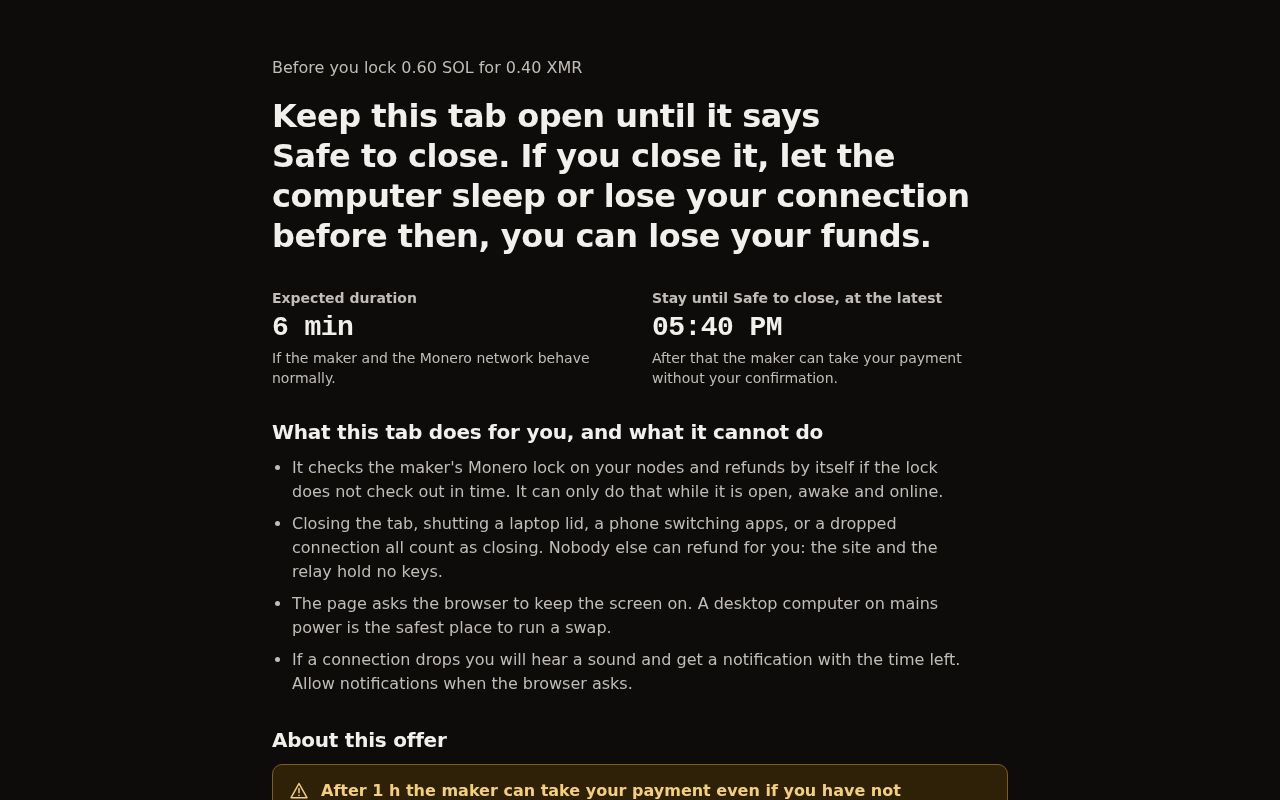 Before you lock 0.60 SOL for 0.40 XMR
Keep this tab open until it says
Safe to close. If you close it, let the
computer sleep or lose your connection
before then, you can lose your funds.
Expected duration
6 min
If the maker and the Monero network behave
normally.
Stay until Safe to close, at the latest
05:40 PM
After that the maker can take your payment
without your confirmation.
What this tab does for you, and what it cannot do
• It checks the maker's Monero lock on your nodes and refunds by itself if the lock
does not check out in time. It can only do that while it is open, awake and online.
• Closing the tab, shutting a laptop lid, a phone switching apps, or a dropped
connection all count as closing. Nobody else can refund for you: the site and the
relay hold no keys.
• The page asks the browser to keep the screen on. A desktop computer on mains
power is the safest place to run a swap.
• If a connection drops you will hear a sound and get a notification with the time left.
Allow notifications when the browser asks.
About this offer
After 1 h the maker can take your payment even if you have not